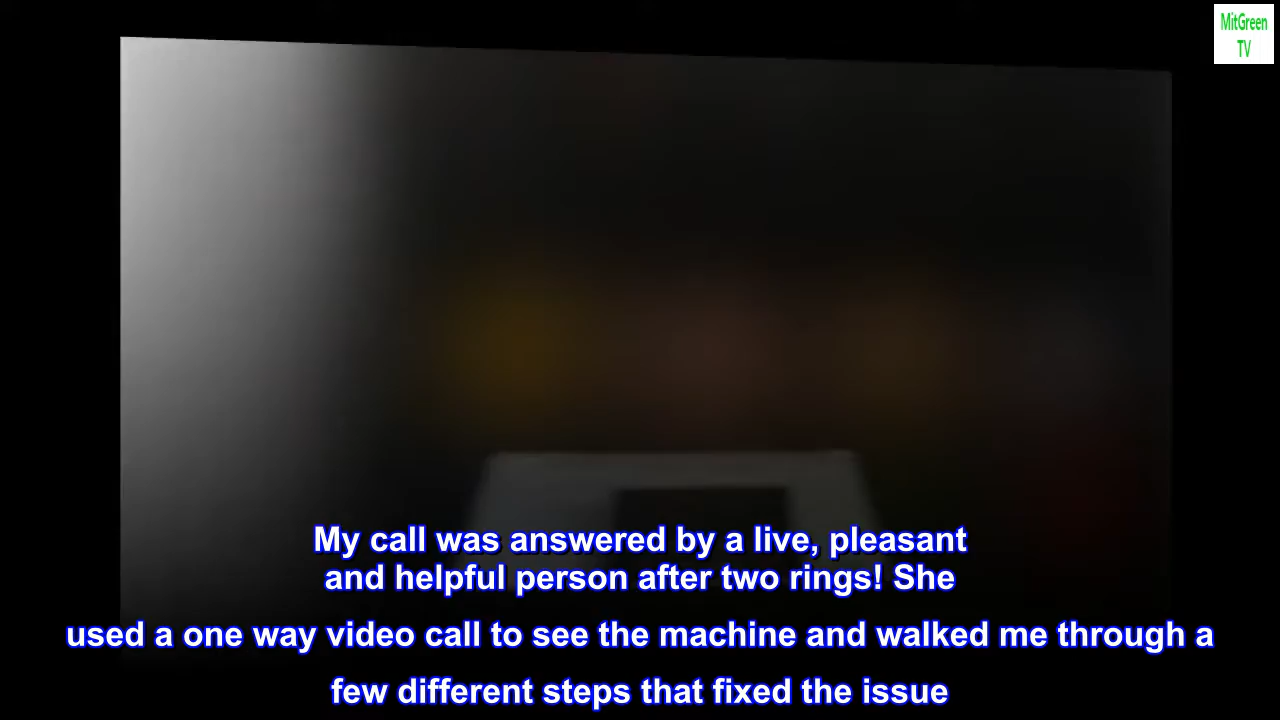 MitGreen
TV
My call was answered by a live, pleasant
and helpful person after two rings! She
used a one way video call to see the machine and walked me through a
few different steps that fixed the issue